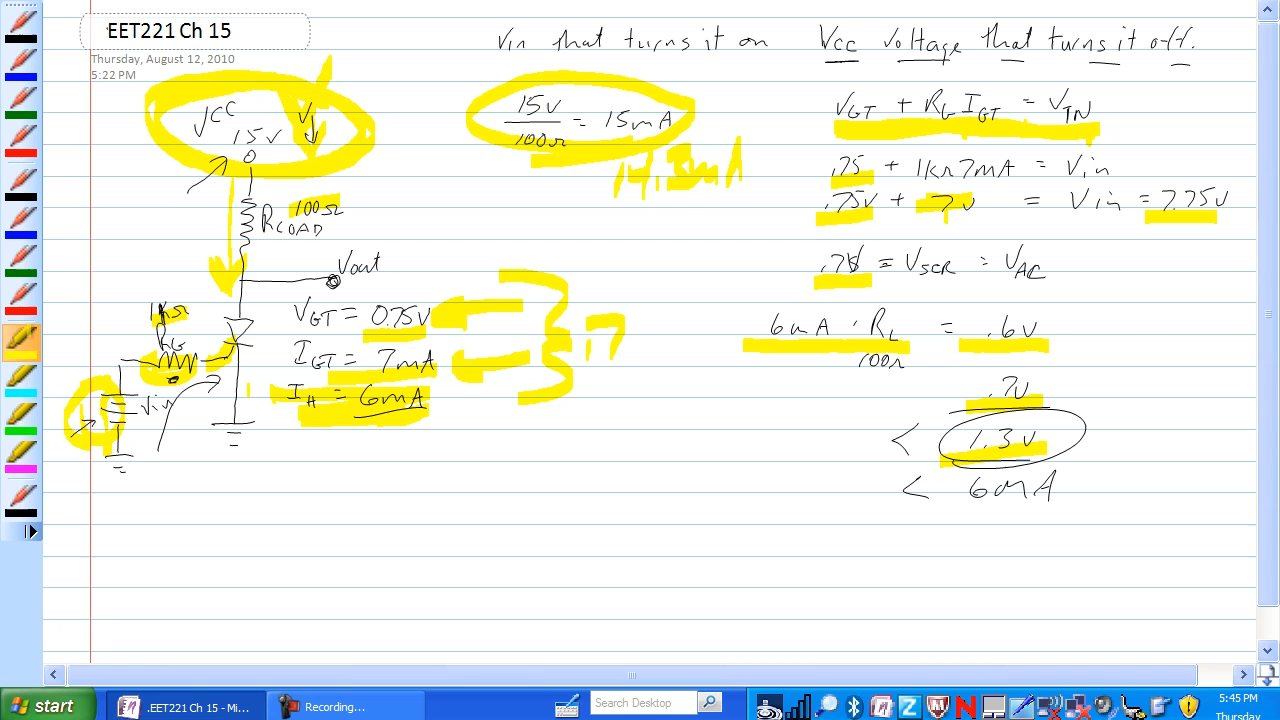 EET221 Ch 15
Thursday, August 12, 2010
5:22 PM
Vin that turns it on Vcc voltage that turns it off.
VCC
15V
V
15V
100Ω = 15mA
VGT + RG IGT = VIN
.75 + 1KΩ 7mA = Vin
.75V + 7V = Vin = 7.75V
100Ω
RLOAD
Vout
.7V = VSCR = VAC
1KΩ
RG
VGT = 0.75V
IGT = 7mA
IH = 6mA
Vin
6mA · RL = .6V
100Ω
.7V
< 1.3V
< 6mA
start
.EET221 Ch 15 - Mi...
Recording...
Search Desktop
5:45 PM
Thursday